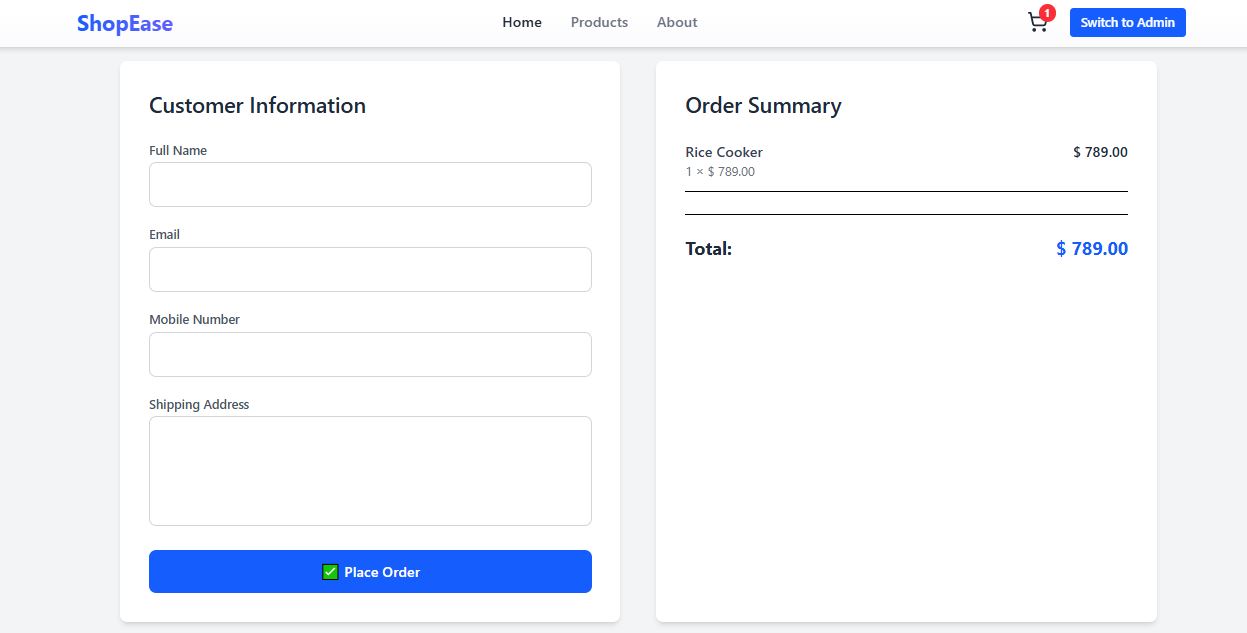 ShopEase
Home Products About
1
Switch to Admin
Customer Information
Full Name
Email
Mobile Number
Shipping Address
✅ Place Order
Order Summary
Rice Cooker $ 789.00
1 × $ 789.00
Total: $ 789.00